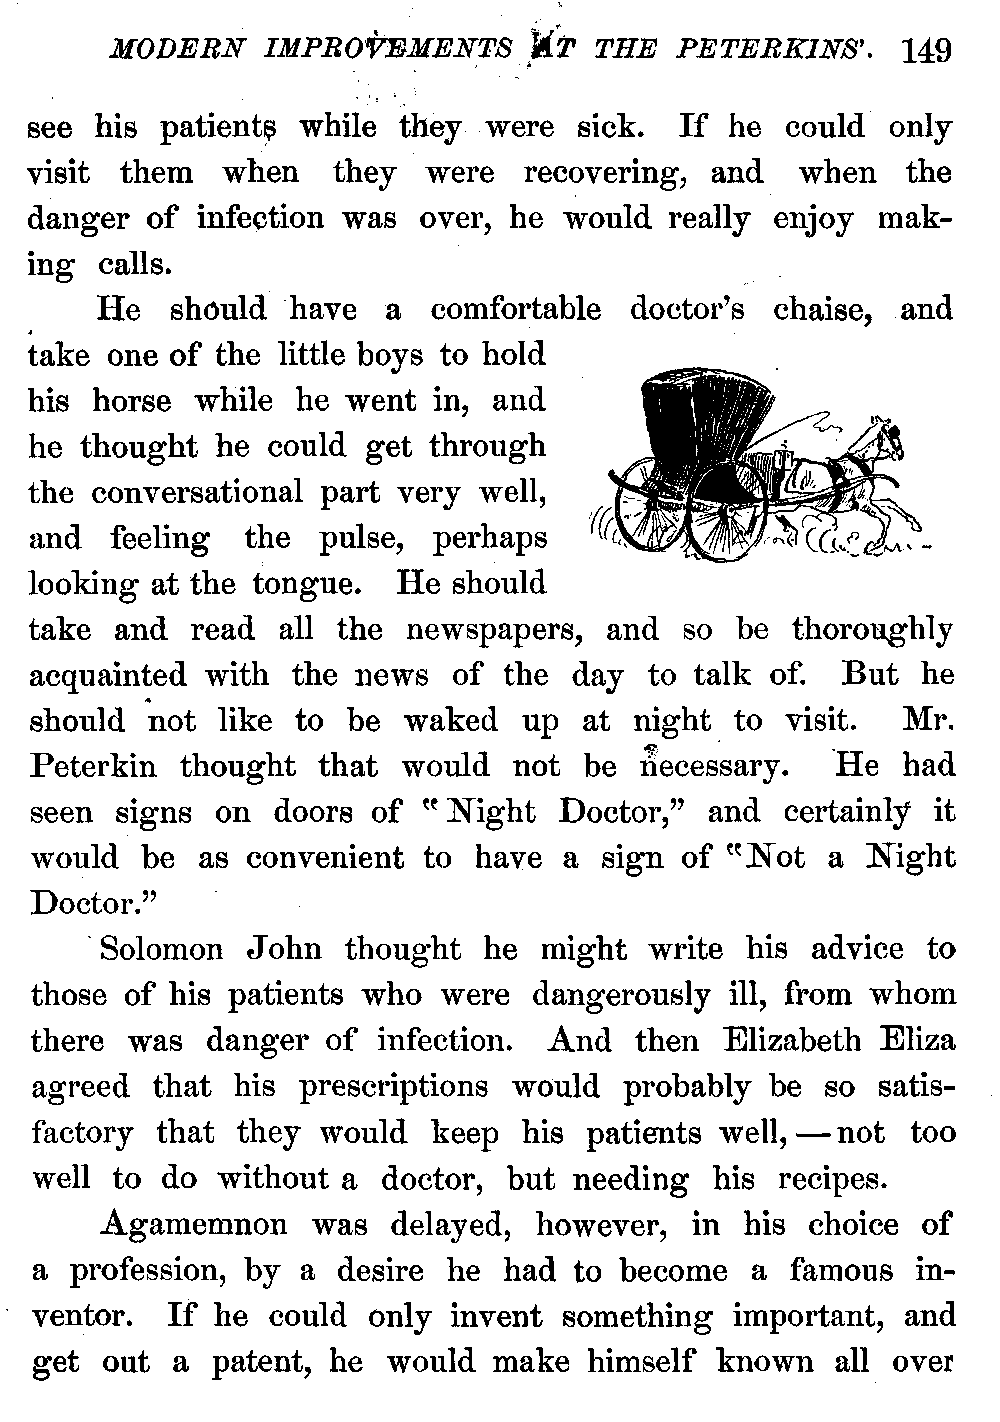 MODERN IMPROVEMENTS AT THE PETERKINS'. 149
see his patients while they were sick. If he could only
visit them when they were recovering, and when the
danger of infection was over, he would really enjoy mak-
ing calls.
He should have a comfortable doctor's chaise, and
take one of the little boys to hold
his horse while he went in, and
he thought he could get through
the conversational part very well,
and feeling the pulse, perhaps
looking at the tongue. He should
take and read all the newspapers, and so be thoroughly
acquainted with the news of the day to talk of. But he
should not like to be waked up at night to visit. Mr.
Peterkin thought that would not be necessary. He had
seen signs on doors of "Night Doctor," and certainly it
would be as convenient to have a sign of "Not a Night
Doctor."
Solomon John thought he might write his advice to
those of his patients who were dangerously ill, from whom
there was danger of infection. And then Elizabeth Eliza
agreed that his prescriptions would probably be so satis-
factory that they would keep his patients well,—not too
well to do without a doctor, but needing his recipes.
Agamemnon was delayed, however, in his choice of
a profession, by a desire he had to become a famous in-
ventor. If he could only invent something important, and
get out a patent, he would make himself known all over